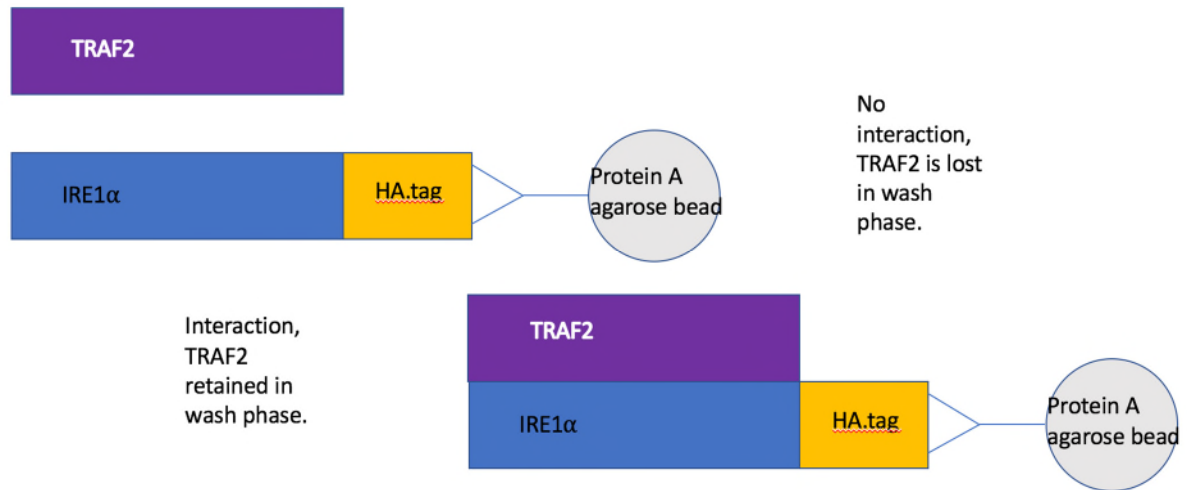 TRAF2
No
interaction,
TRAF2 is lost
in wash
phase.
IRE1α
HA.tag
Protein A
agarose bead
Interaction,
TRAF2
retained in
wash phase.
TRAF2
IRE1α
HA.tag
Protein A
agarose bead